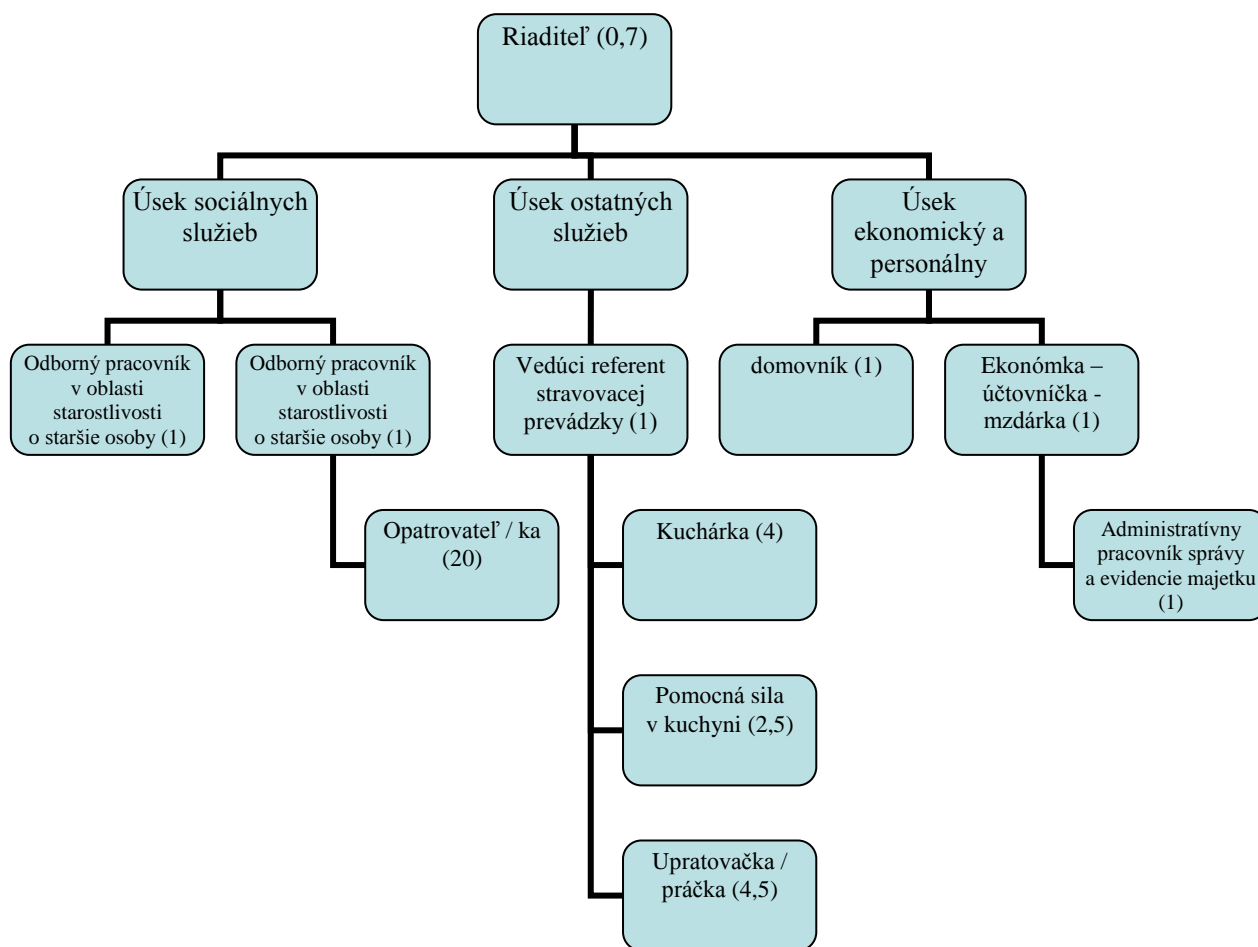 Riaditeľ (0,7)
Úsek sociálnych
služieb
Úsek ostatných
služieb
Úsek
ekonomický a
personálny
Odborný pracovník
v oblasti
starostlivosti
o staršie osoby (1)
Odborný pracovník
v oblasti
starostlivosti
o staršie osoby (1)
Vedúci referent
stravovacej
prevádzky (1)
domovník (1)
Ekonómka –
účtovníčka -
mzdárka (1)
Opatrovateľ / ka
(20)
Kuchárka (4)
Administratívny
pracovník správy
a evidencie majetku
(1)
Pomocná sila
v kuchyni (2,5)
Upratovačka /
práčka (4,5)